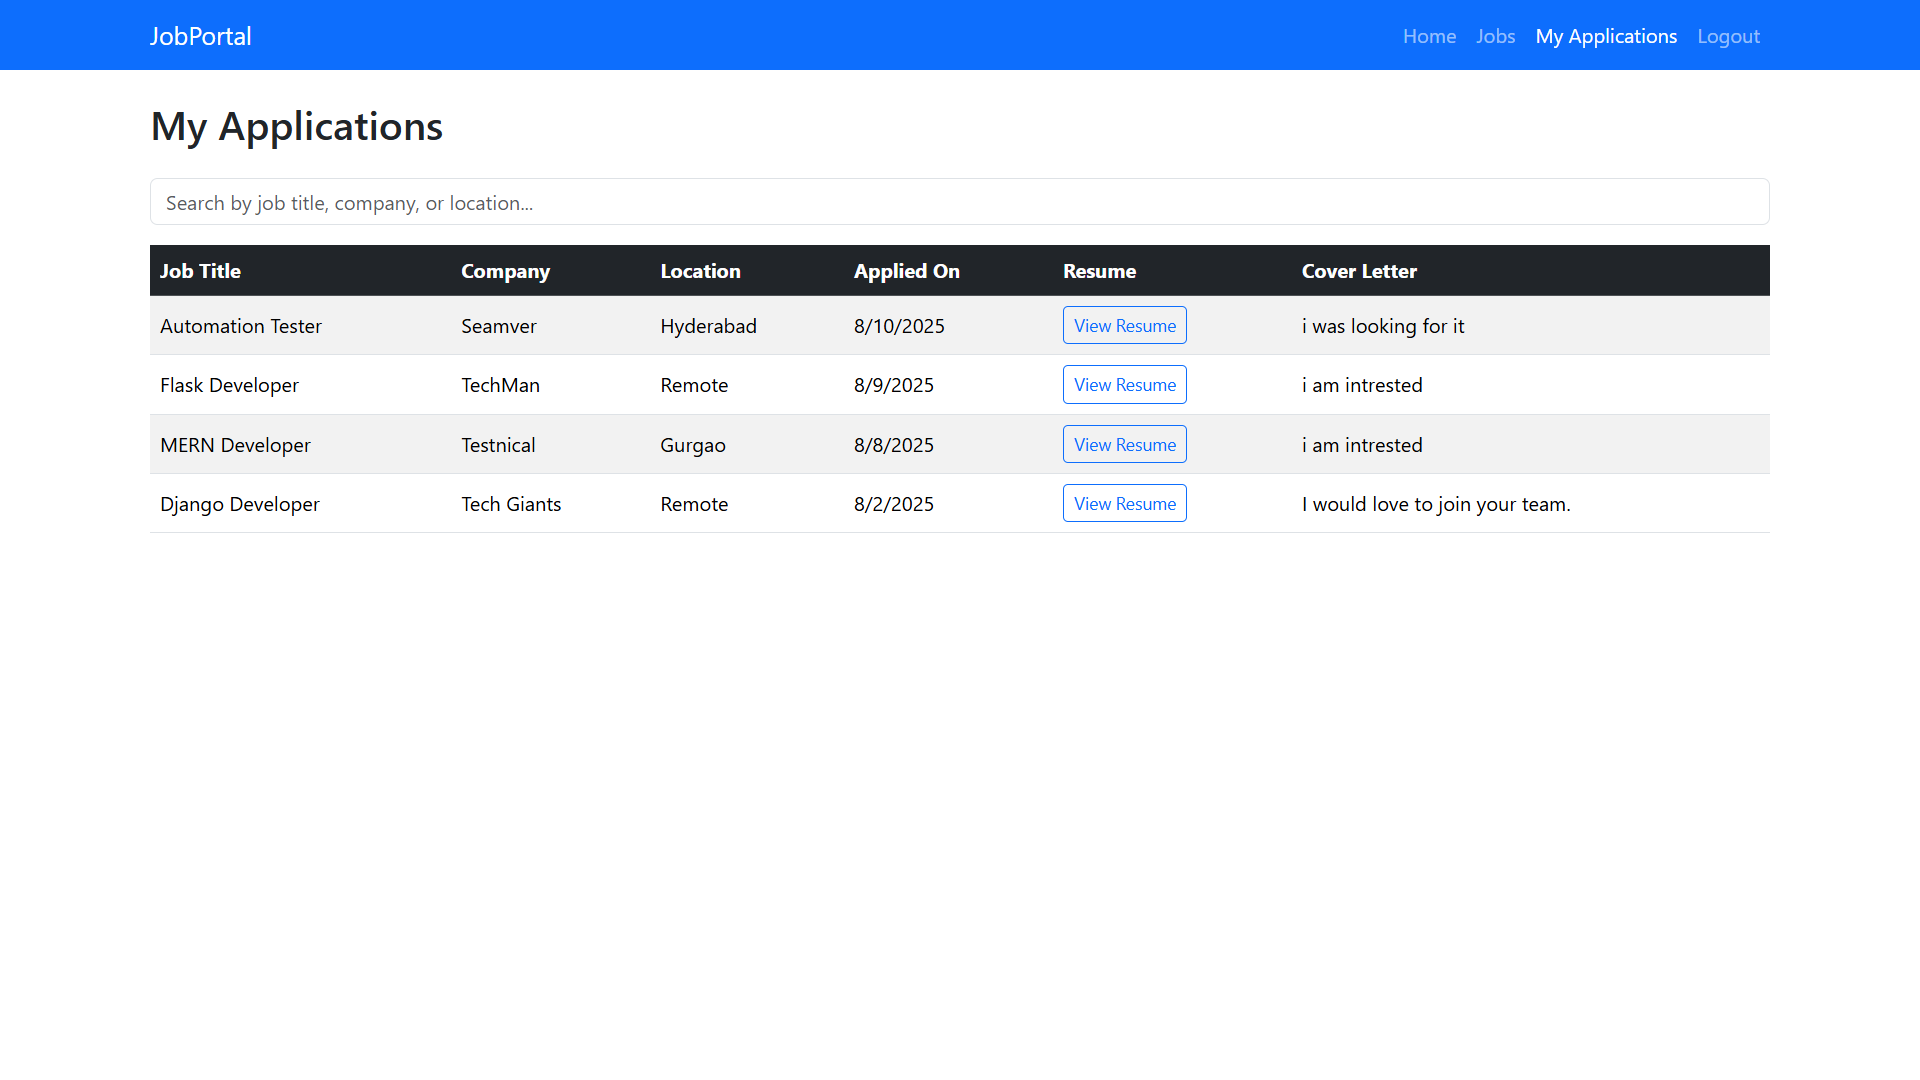 JobPortal Home Jobs My Applications Logout
My Applications
Search by job title, company, or location...
Job Title Company Location Applied On Resume Cover Letter
Automation Tester Seamver Hyderabad 8/10/2025 View Resume i was looking for it
Flask Developer TechMan Remote 8/9/2025 View Resume i am intrested
MERN Developer Testnical Gurgao 8/8/2025 View Resume i am intrested
Django Developer Tech Giants Remote 8/2/2025 View Resume I would love to join your team.